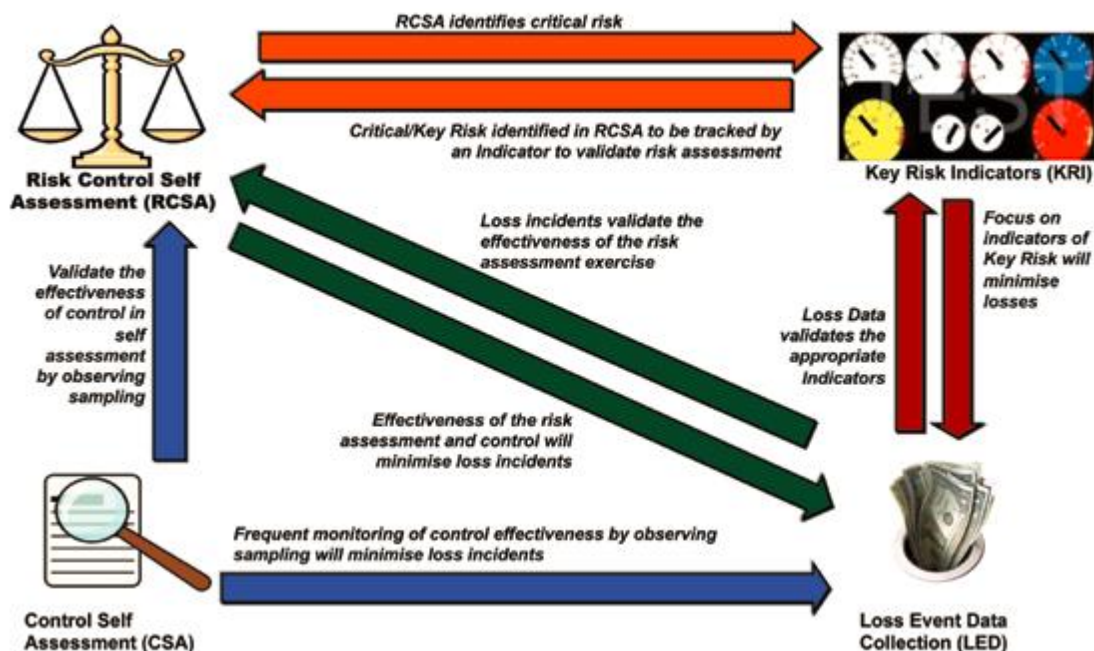 RCSA identifies critical risk
Critical/Key Risk identified in RCSA to be tracked by
an Indicator to validate risk assessment
TEST
Risk Control Self
Assessment (RCSA)
Key Risk Indicators (KRI)
Loss incidents validate the
effectiveness of the risk
assessment exercise
Focus on
indicators of
Key Risk will
minimise
losses
Validate the
effectiveness
of control in
self
assessment
by observing
sampling
Loss Data
validates the
appropriate
Indicators
Effectiveness of the risk
assessment and control will
minimise loss incidents
Frequent monitoring of control effectiveness by observing
sampling will minimise loss incidents
Control Self
Assessment (CSA)
Loss Event Data
Collection (LED)